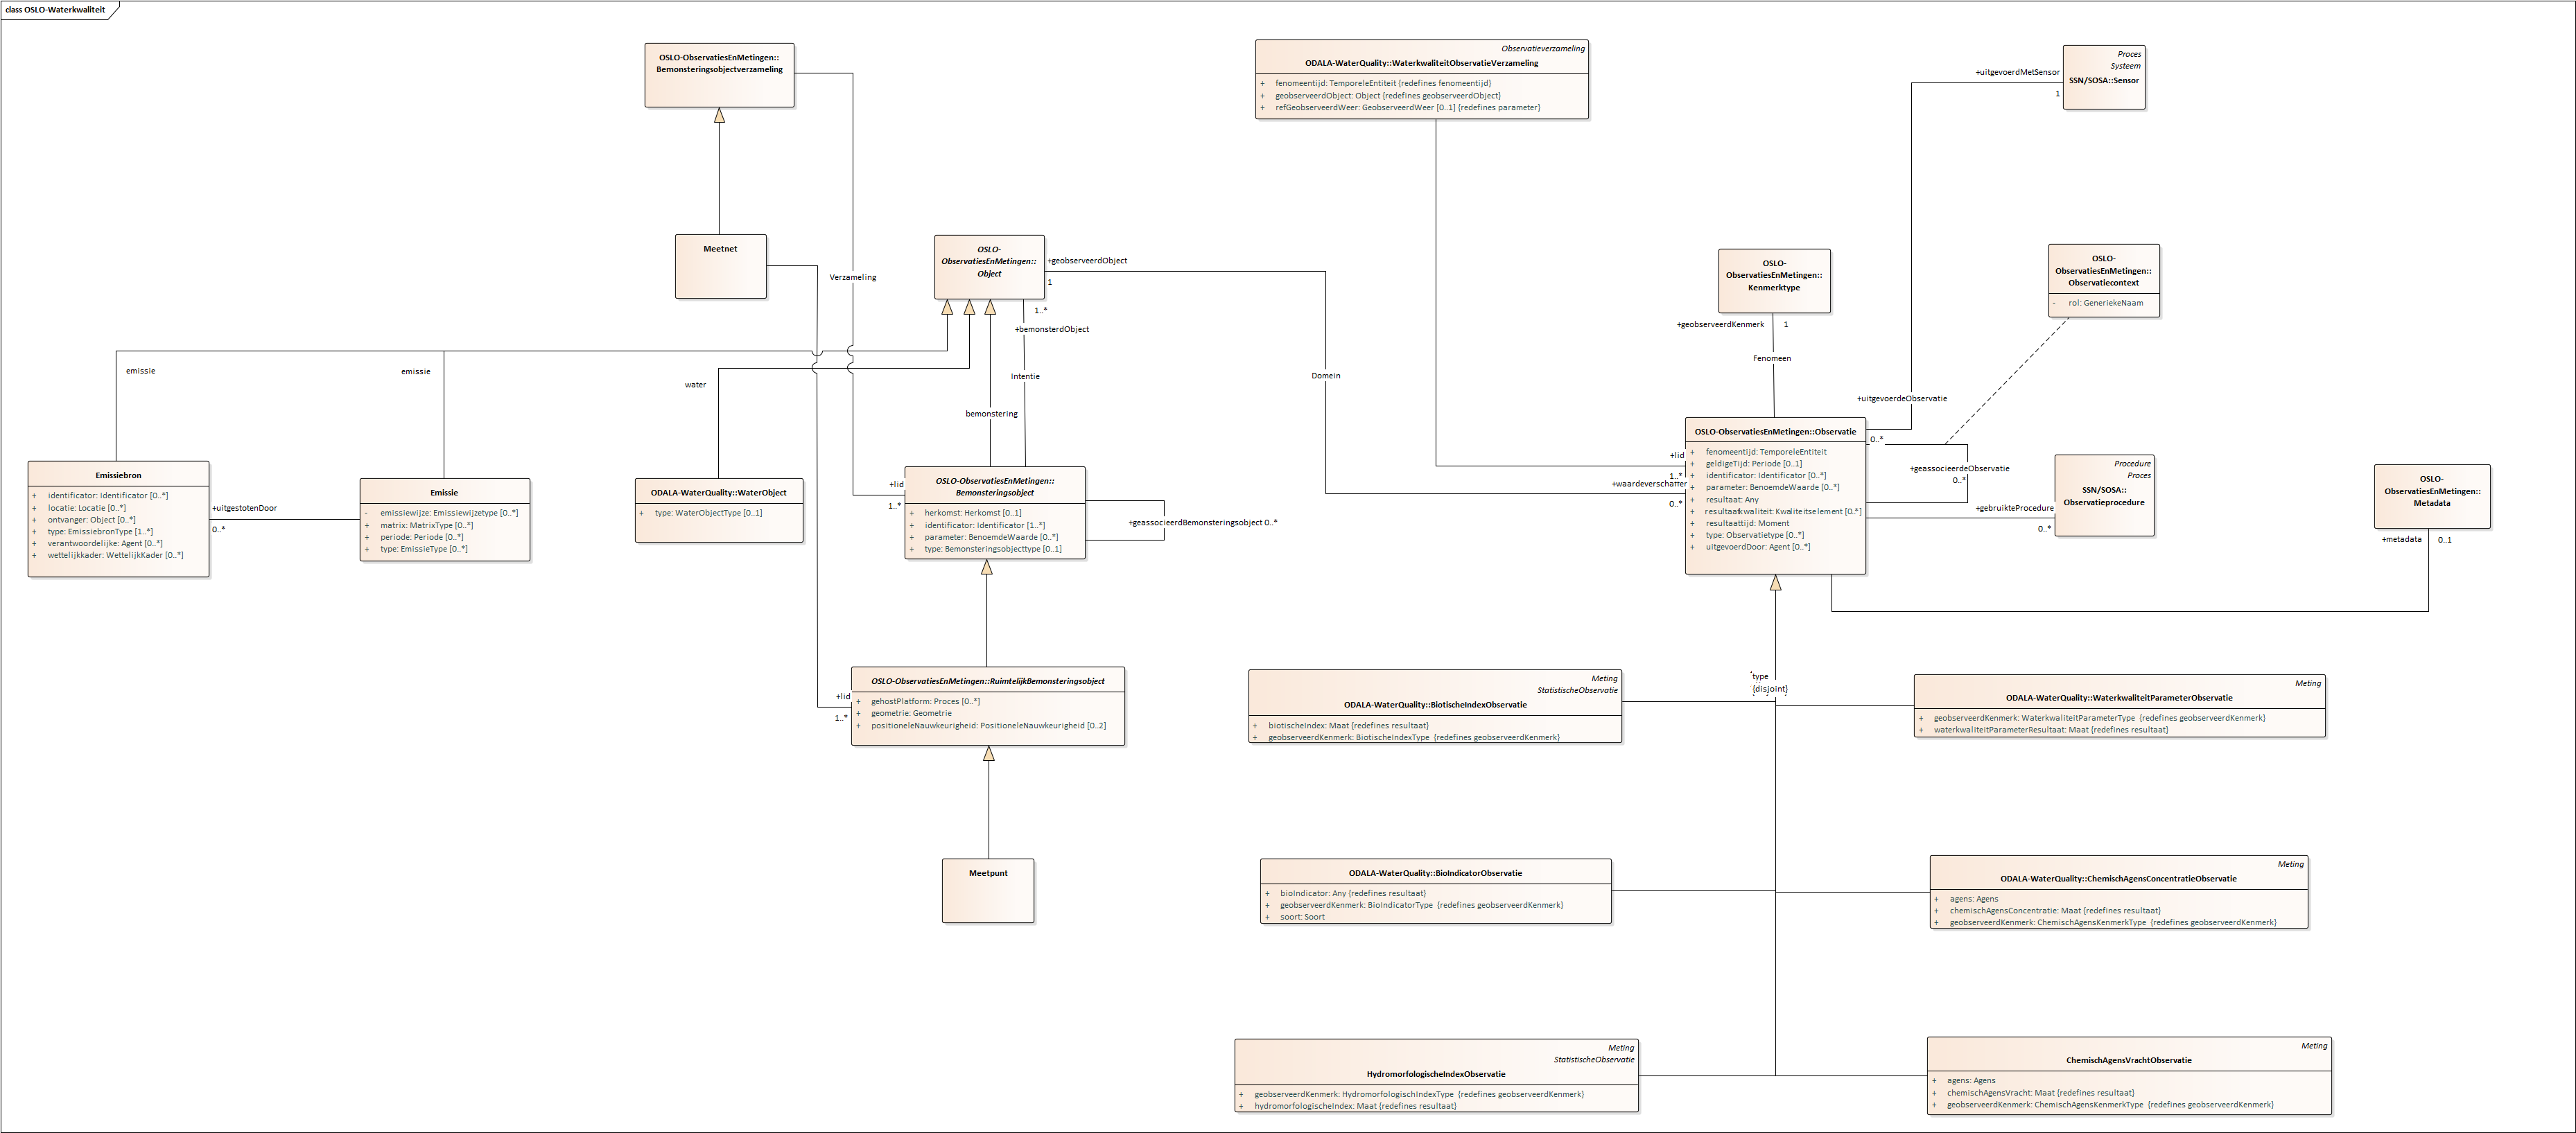 class OSLO-Waterkwaliteit
OSLO-ObservatiesEnMetingen::
Bemonsteringsobjectverzameling
Observatieverzameling
ODALA-WaterQuality::WaterkwaliteitObservatieVerzameling
+ fenomeentijd: TemporeleEntiteit {redefines fenomeentijd}
+ geobserveerdObject: Object {redefines geobserveerdObject}
+ refGeobserveerdWeer: GeobserveerdWeer [0..1] {redefines parameter}
Proces
Systeem
SSN/SOSA::Sensor
+uitgevoerdMetSensor
1
Meetnet
Verzameling
OSLO-
ObservatiesEnMetingen::
Object
+geobserveerdObject
1
1..*
+bemonsterdObject
OSLO-
ObservatiesEnMetingen::
Kenmerktype
+geobserveerdKenmerk 1
Fenomeen
OSLO-
ObservatiesEnMetingen::
Observatiecontext
- rol: GeneriekeNaam
emissie
emissie
water
Intentie
bemonstering
Domein
+uitgevoerdeObservatie
0..*
Emissiebron
+ identificator: Identificator [0..*]
+ locatie: Locatie [0..*]
+ ontvanger: Object [0..*]
+ type: EmissiebronType [1..*]
+ verantwoordelijke: Agent [0..*]
+ wettelijkkader: WettelijkKader [0..*]
+uitgestotenDoor
0..*
Emissie
- emissiewijze: Emissiewijzetype [0..*]
+ matrix: MatrixType [0..*]
+ periode: Periode [0..*]
+ type: EmissieType [0..*]
ODALA-WaterQuality::WaterObject
+ type: WaterObjectType [0..1]
+lid
1..*
OSLO-ObservatiesEnMetingen::
Bemonsteringsobject
+ herkomst: Herkomst [0..1]
+ identificator: Identificator [1..*]
+ parameter: BenoemdeWaarde [0..*]
+ type: Bemonsteringsobjecttype [0..1]
+geassocieerdBemonsteringsobject 0..*
+lid
1..*
+waardeverschaffer
0..*
OSLO-ObservatiesEnMetingen::Observatie
+ fenomeentijd: TemporeleEntiteit
+ geldigeTijd: Periode [0..1]
+ identificator: Identificator [0..*]
+ parameter: BenoemdeWaarde [0..*]
+ resultaat: Any
+ resultaatkwaliteit: Kwaliteitselement [0..*]
+ resultaattijd: Moment
+ type: Observatietype [0..*]
+ uitgevoerdDoor: Agent [0..*]
+geassocieerdeObservatie
0..*
+gebruikteProcedure
0..*
Procedure
Proces
SSN/SOSA::
Observatieprocedure
OSLO-
ObservatiesEnMetingen::
Metadata
+metadata 0..1
+lid
1..*
OSLO-ObservatiesEnMetingen::RuimtelijkBemonsteringsobject
+ gehostPlatform: Proces [0..*]
+ geometrie: Geometrie
+ positioneleNauwkeurigheid: PositioneleNauwkeurigheid [0..2]
Meting
StatistischeObservatie
ODALA-WaterQuality::BiotischeIndexObservatie
+ biotischeIndex: Maat {redefines resultaat}
+ geobserveerdKenmerk: BiotischeIndexType {redefines geobserveerdKenmerk}
type
{disjoint}
Meting
ODALA-WaterQuality::WaterkwaliteitParameterObservatie
+ geobserveerdKenmerk: WaterkwaliteitParameterType {redefines geobserveerdKenmerk}
+ waterkwaliteitParameterResultaat: Maat {redefines resultaat}
Meetpunt
ODALA-WaterQuality::BioIndicatorObservatie
+ bioIndicator: Any {redefines resultaat}
+ geobserveerdKenmerk: BioIndicatorType {redefines geobserveerdKenmerk}
+ soort: Soort
Meting
ODALA-WaterQuality::ChemischAgensConcentratieObservatie
+ agens: Agens
+ chemischAgensConcentratie: Maat {redefines resultaat}
+ geobserveerdKenmerk: ChemischAgensKenmerkType {redefines geobserveerdKenmerk}
Meting
StatistischeObservatie
HydromorfologischeIndexObservatie
+ geobserveerdKenmerk: HydromorfologischIndexType {redefines geobserveerdKenmerk}
+ hydromorfologischeIndex: Maat {redefines resultaat}
Meting
ChemischAgensVrachtObservatie
+ agens: Agens
+ chemischAgensVracht: Maat {redefines resultaat}
+ geobserveerdKenmerk: ChemischAgensKenmerkType {redefines geobserveerdKenmerk}